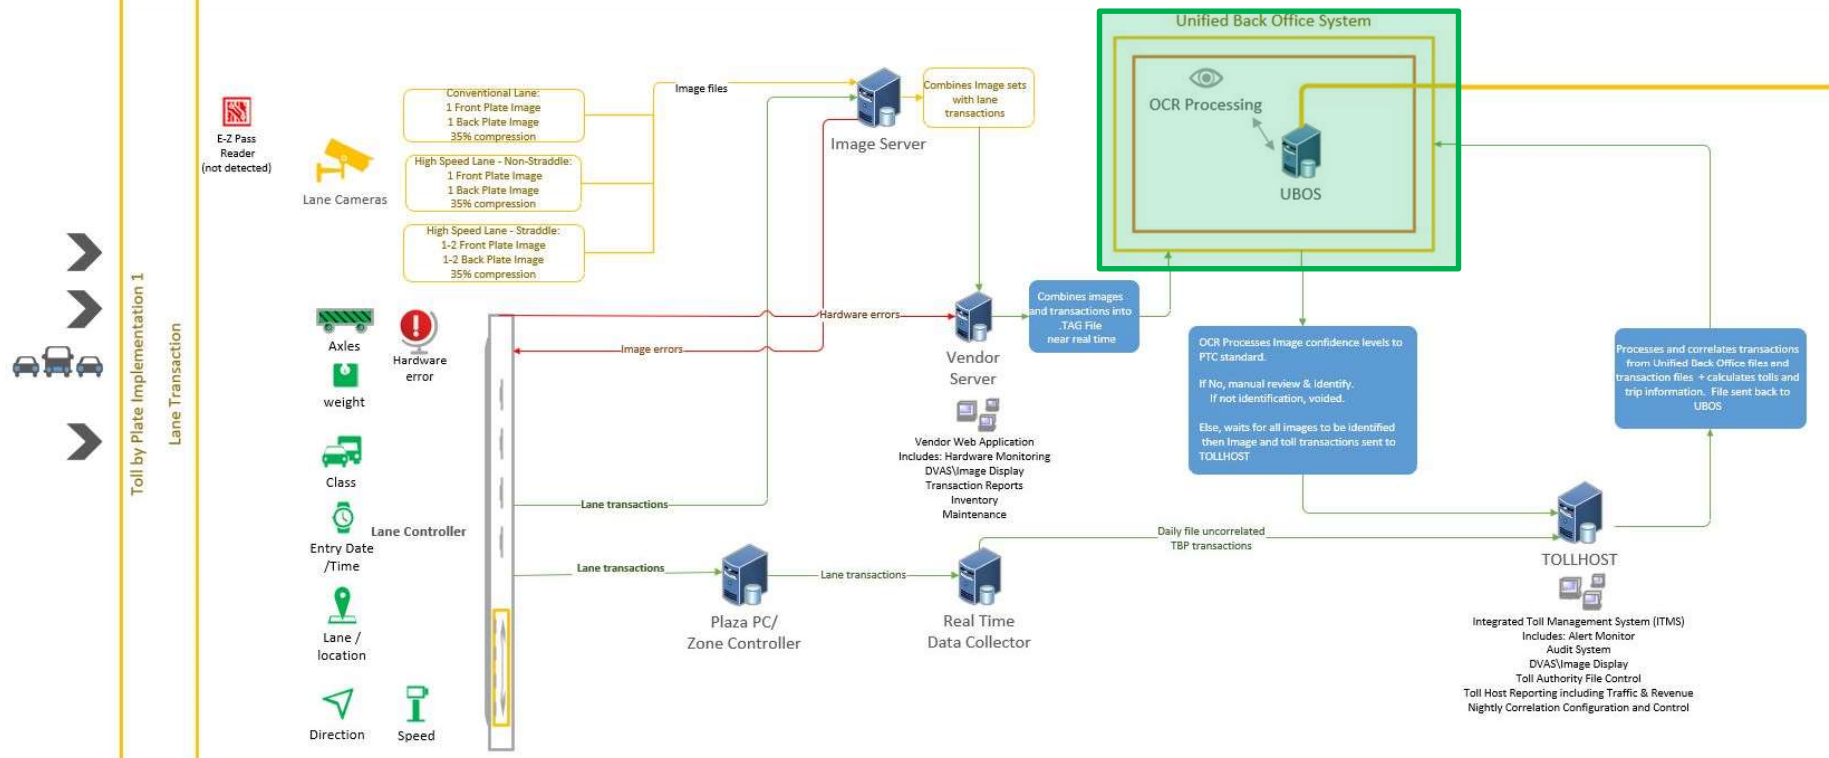 Unified Back Office System
OCR Processing
UBOS
E-Z Pass
Reader
(not detected)
Lane Cameras
Conventional Lane:
1 Front Plate Image
1 Back Plate Image
35% compression
High Speed Lane - Non-Straddle:
1 Front Plate Image
1 Back Plate Image
35% compression
High Speed Lane - Straddle:
1-2 Front Plate Image
1-2 Back Plate Image
35% compression
Image files
Image Server
Combines Image sets
with lane
transactions
Toll by Plate Implementation 1
Lane Transaction
Axles
Hardware
error
weight
Class
Entry Date
/Time
Lane Controller
Lane /
location
Direction
Speed
Hardware errors
Image errors
Vendor
Server
Vendor Web Application
Includes: Hardware Monitoring
DVAS\Image Display
Transaction Reports
Inventory
Maintenance
Combines images
and transactions into
.TAG File
near real time
OCR Processes Image confidence levels to
PTC standard.
If No, manual review & Identify.
If not identification, voided.
Else, waits for all images to be identified
then Image and toll transactions sent to
TOLLHOST
Processes and correlates transactions
from Unified Back Office files and
transaction files + calculates tolls and
trip information. File sent back to
UBOS
Lane transactions
Lane transactions
Plaza PC/
Zone Controller
Lane transactions
Real Time
Data Collector
Daily file uncorrelated
TBP transactions
TOLLHOST
Integrated Toll Management System (ITMS)
Includes: Alert Monitor
Audit System
DVAS\Image Display
Toll Authority File Control
Toll Host Reporting including Traffic & Revenue
Nightly Correlation Configuration and Control